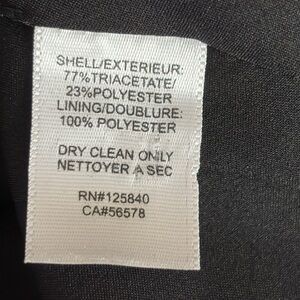 SHELL/EXTERIEUR:
77%TRIACETATE/
23%POLYESTER
LINING/DOUBLURE:
100% POLYESTER
DRY CLEAN ONLY
NETTOYER A SEC
RN#125840
CA#56578